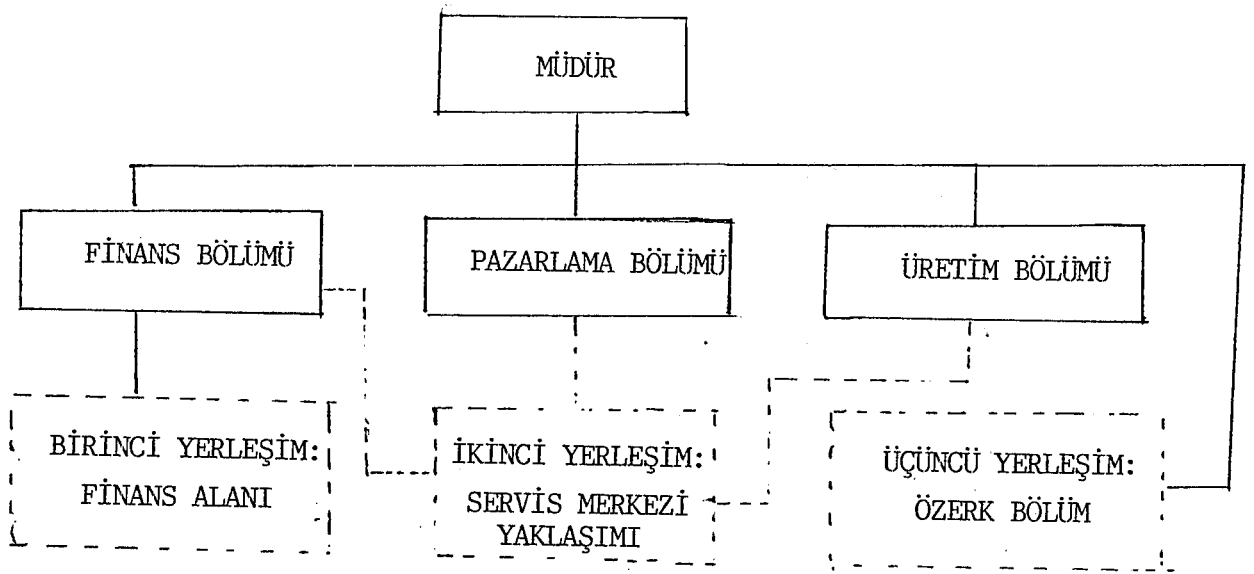 MÜDÜR
FİNANS BÖLÜMÜ
PAZARLAMA BÖLÜMÜ
ÜRETİM BÖLÜMÜ
BİRİNCİ YERLEŞİM:
FİNANS ALANI
İKİNCİ YERLEŞİM:
SERVİS MERKEZİ
YAKLAŞIMI
ÜÇÜNCÜ YERLEŞİM:
ÖZERK BÖLÜM